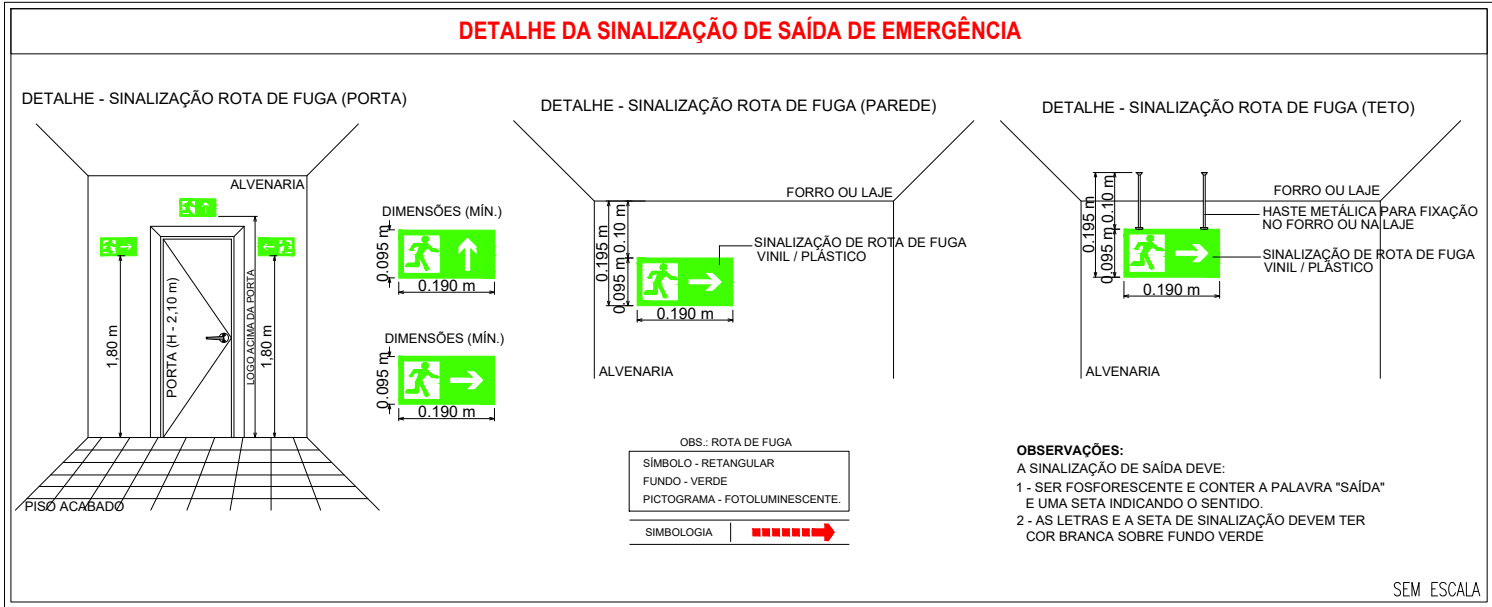 DETALHE DA SINALIZAÇÃO DE SAÍDA DE EMERGÊNCIA
DETALHE - SINALIZAÇÃO ROTA DE FUGA (PORTA)
ALVENARIA
1,80 m
PORTA (H - 2,10 m)
LOGO ACIMA DA PORTA
1,80 m
PISO ACABADO
DIMENSÕES (MÍN.)
0.095 m
0.190 m
DIMENSÕES (MÍN.)
0.095 m
0.190 m
DETALHE - SINALIZAÇÃO ROTA DE FUGA (PAREDE)
FORRO OU LAJE
0.195 m
0.10 m
0.095 m
SINALIZAÇÃO DE ROTA DE FUGA
VINIL / PLÁSTICO
0.190 m
ALVENARIA
OBS.: ROTA DE FUGA
SÍMBOLO - RETANGULAR
FUNDO - VERDE
PICTOGRAMA - FOTOLUMINESCENTE.
SIMBOLOGIA
DETALHE - SINALIZAÇÃO ROTA DE FUGA (TETO)
0.195 m
0.10 m
0.095 m
FORRO OU LAJE
HASTE METÁLICA PARA FIXAÇÃO
NO FORRO OU NA LAJE
SINALIZAÇÃO DE ROTA DE FUGA
VINIL / PLÁSTICO
0.190 m
ALVENARIA
OBSERVAÇÕES:
A SINALIZAÇÃO DE SAÍDA DEVE:
1 - SER FOSFORESCENTE E CONTER A PALAVRA "SAÍDA"
E UMA SETA INDICANDO O SENTIDO.
2 - AS LETRAS E A SETA DE SINALIZAÇÃO DEVEM TER
COR BRANCA SOBRE FUNDO VERDE
SEM ESCALA